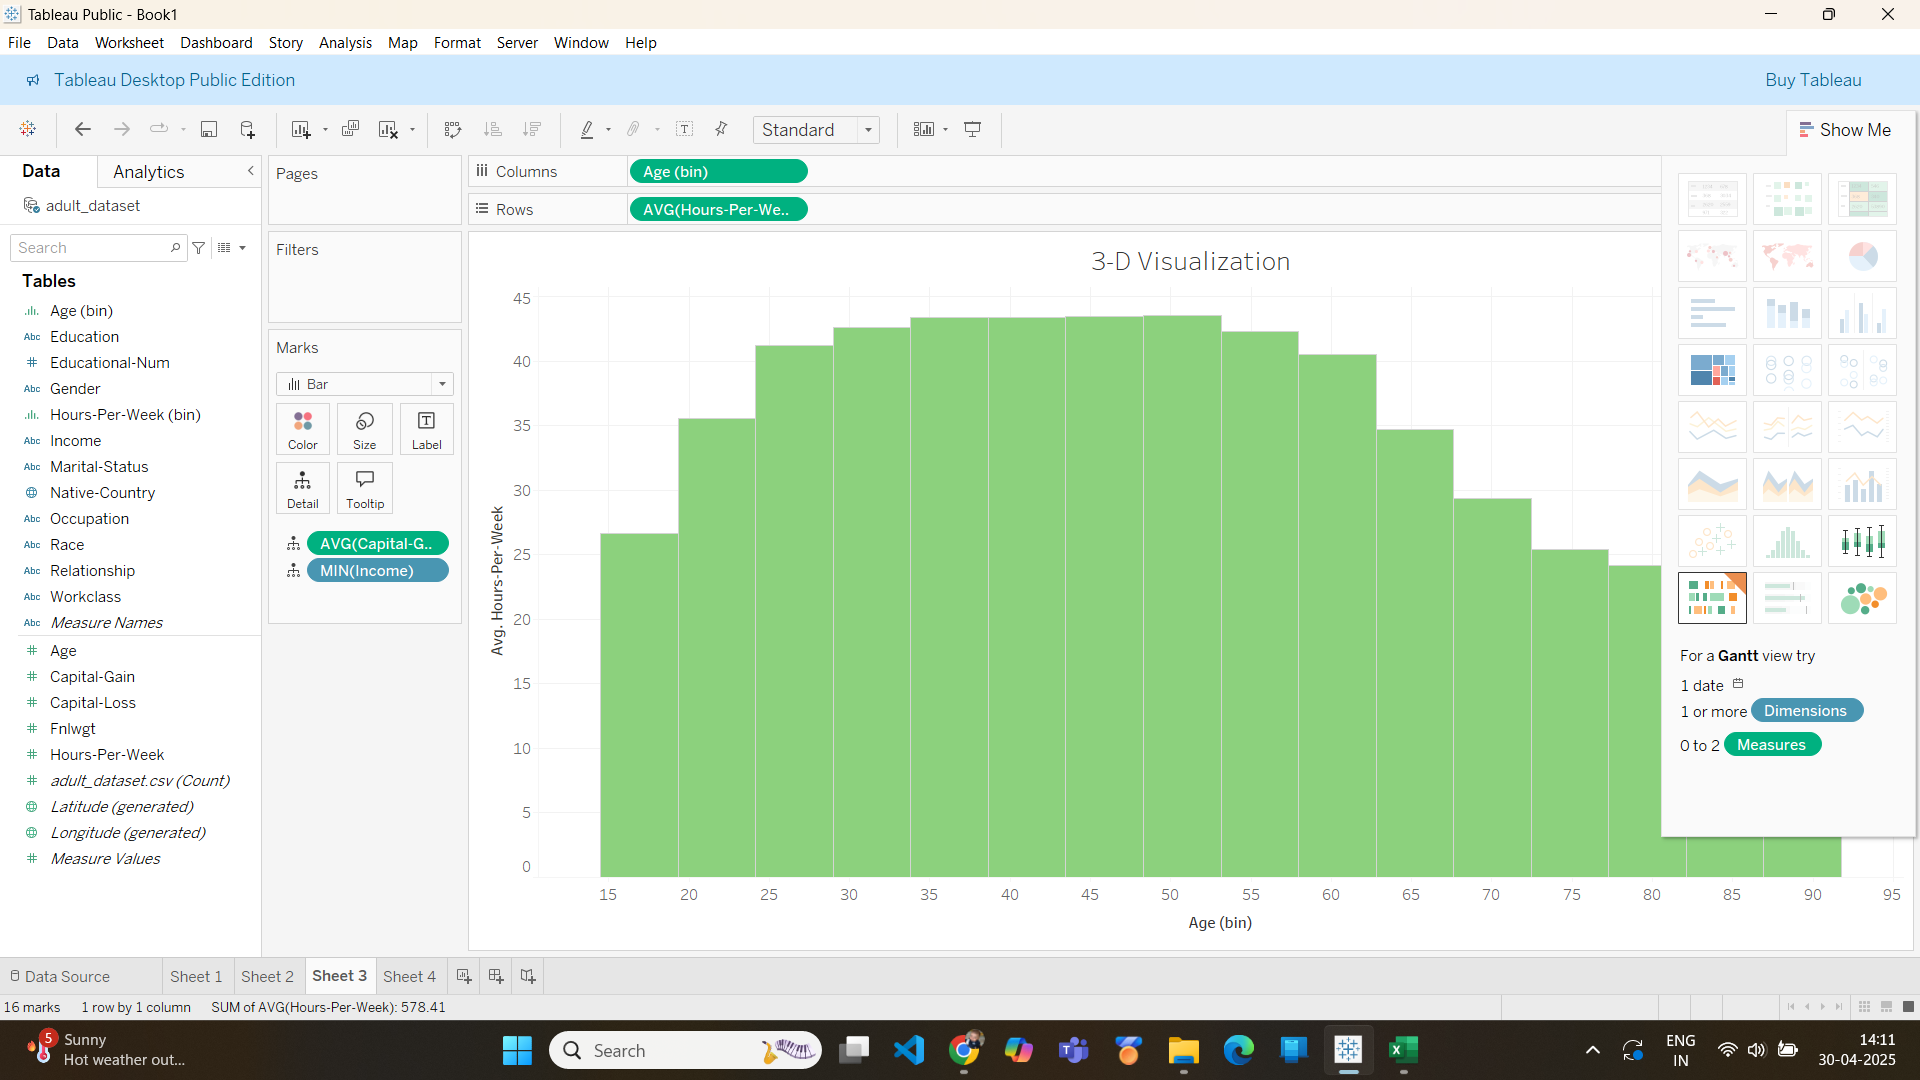 Tableau Public - Book1
File Data Worksheet Dashboard Story Analysis Map Format Server Window Help
Tableau Desktop Public Edition
Buy Tableau
Standard
Show Me
Data
Analytics
adult_dataset
Search
Tables
Age (bin)
Abc Education
Educational-Num
Abc Gender
Hours-Per-Week (bin)
Abc Income
Abc Marital-Status
Native-Country
Abc Occupation
Abc Race
Abc Relationship
Abc Workclass
Abc Measure Names
Age
Capital-Gain
Capital-Loss
Fnlwgt
Hours-Per-Week
adult_dataset.csv (Count)
Latitude (generated)
Longitude (generated)
Measure Values
Pages
Filters
Marks
Bar
Color
Size
Label
Detail
Tooltip
AVG(Capital-G..
MIN(Income)
Columns
Age (bin)
Rows
AVG(Hours-Per-We..
3-D Visualization
Avg. Hours-Per-Week
45
40
35
30
25
20
15
10
5
0
15 20 25 30 35 40 45 50 55 60 65 70 75 80 85 90 95
Age (bin)
For a Gantt view try
1 date
1 or more Dimensions
0 to 2 Measures
Data Source
Sheet 1
Sheet 2
Sheet 3
Sheet 4
16 marks
1 row by 1 column
SUM of AVG(Hours-Per-Week): 578.41
5
Sunny
Hot weather out...
Search
ENG
IN
14:11
30-04-2025